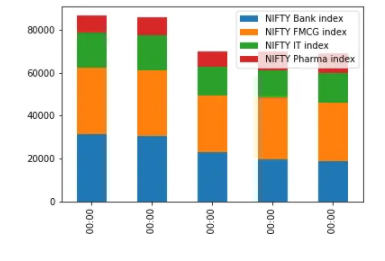 NIFTY Bank index
NIFTY FMCG index
NIFTY IT index
NIFTY Pharma index
80000
60000
40000
20000
0
00:00
00:00
00:00
00:00
00:00